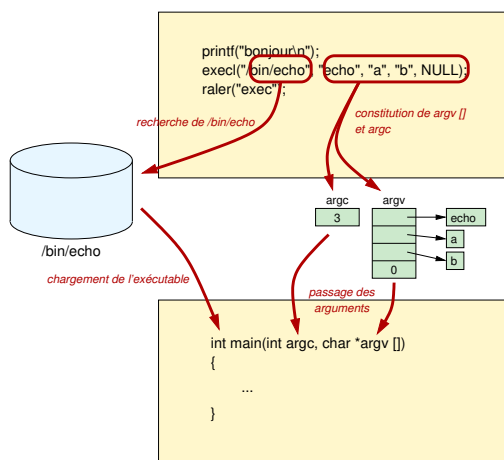 printf("bonjour\n");
execl("/bin/echo", "echo", "a", "b", NULL);
raler("exec");
recherche de /bin/echo
constitution de argv []
et argc
argc
argv
3
echo
a
b
0
/bin/echo
chargement de l'exécutable
passage des
arguments
int main(int argc, char *argv [])
{
...
}